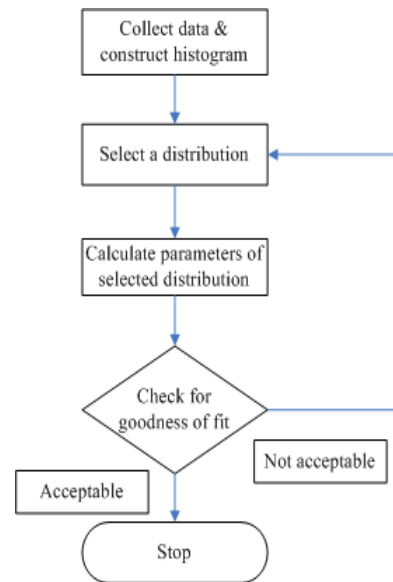 Collect data &
construct histogram
Select a distribution
Calculate parameters of
selected distribution
Check for
goodness of fit
Not acceptable
Acceptable
Stop